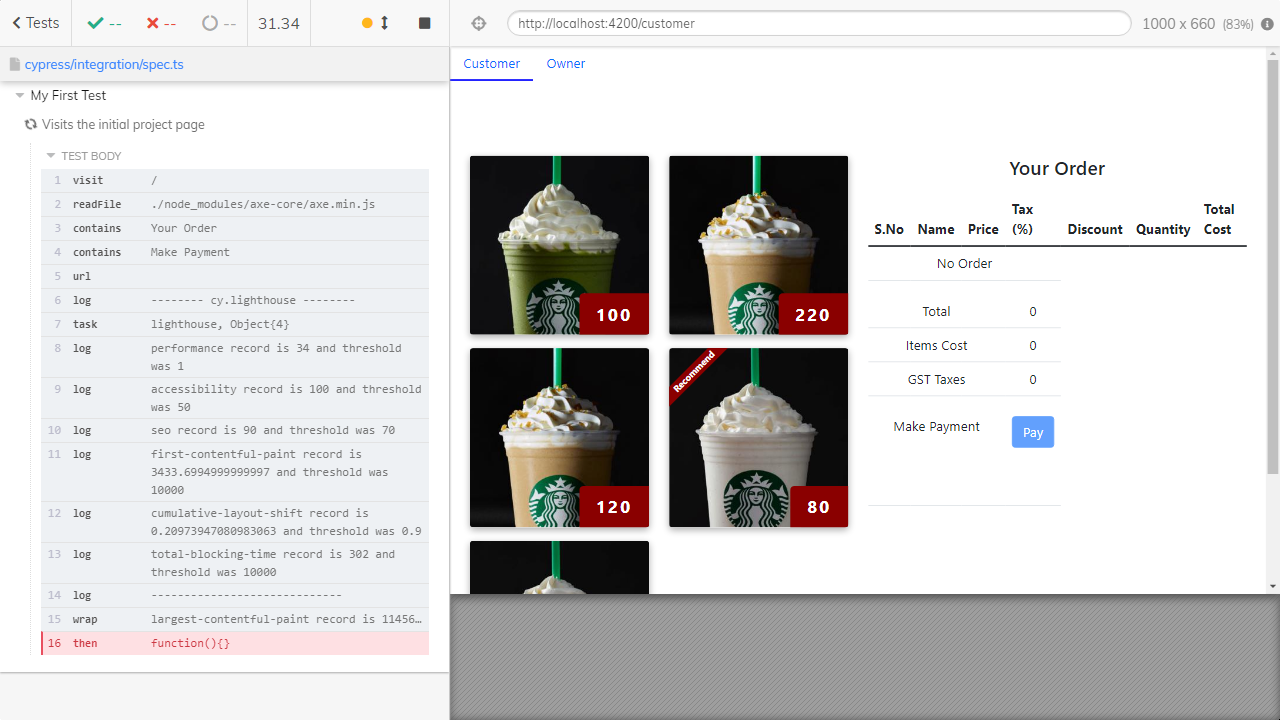 Tests
--
--
--
31.34
http://localhost:4200/customer
1000 x 660 (83%)
cypress/integration/spec.ts
My First Test
Visits the initial project page
TEST BODY
1 visit /
2 readFile ./node_modules/axe-core/axe.min.js
3 contains Your Order
4 contains Make Payment
5 url
6 log -------- cy.lighthouse --------
7 task lighthouse, Object{4}
8 log performance record is 34 and threshold
was 1
9 log accessibility record is 100 and threshold
was 50
10 log seo record is 90 and threshold was 70
11 log first-contentful-paint record is
3433.6994999999997 and threshold was
10000
12 log cumulative-layout-shift record is
0.20973947080983063 and threshold was 0.9
13 log total-blocking-time record is 302 and
threshold was 10000
14 log -----------------------------
15 wrap largest-contentful-paint record is 11456…
16 then function(){}
Customer Owner
100
220
120
Recommend
80
Your Order
S.No Name Price Tax (%) Discount Quantity Total Cost
No Order
Total 0
Items Cost 0
GST Taxes 0
Make Payment Pay